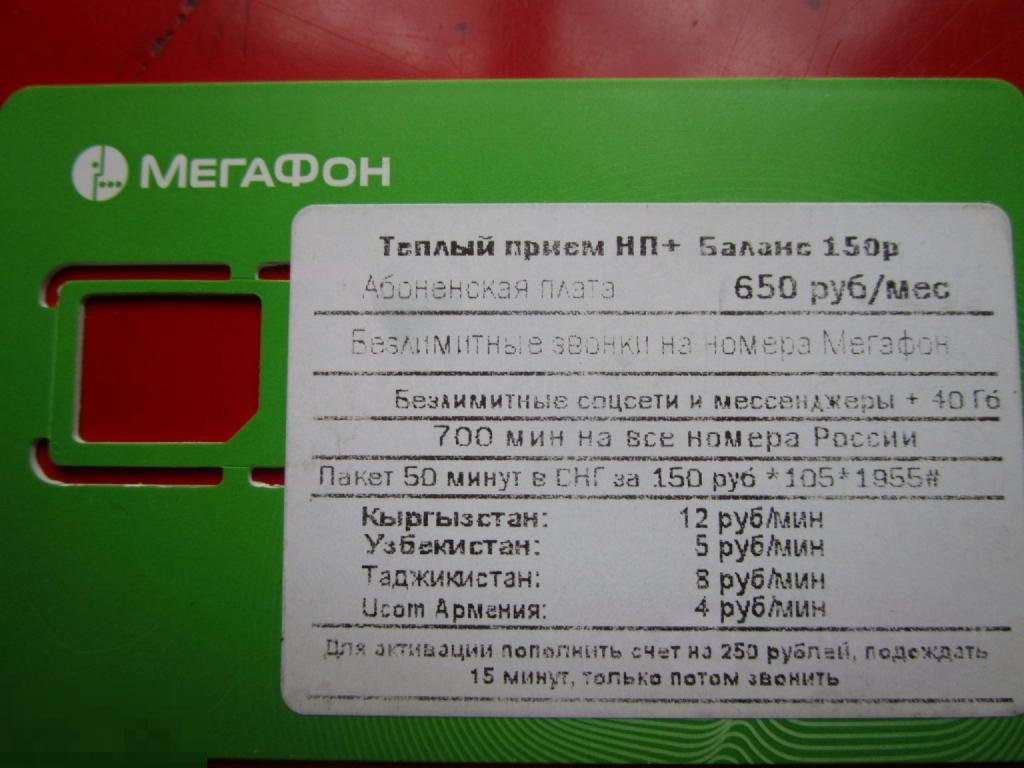 МЕГАФОН
Теплый прием НП+ Баланс 150р
Абоненская плата 650 руб/мес
Безлимитные звонки на номера Мегафон
Безлимитные соцсети и мессенджеры + 40 Гб
700 мин на все номера России
Пакет 50 минут в СНГ за 150 руб *105*1955#
Кыргызстан: 12 руб/мин
Узбекистан: 5 руб/мин
Таджикистан: 8 руб/мин
Ucom Армения: 4 руб/мин
Для активации пополнить счет на 250 рублей, подождать
15 минут, только потом звонить